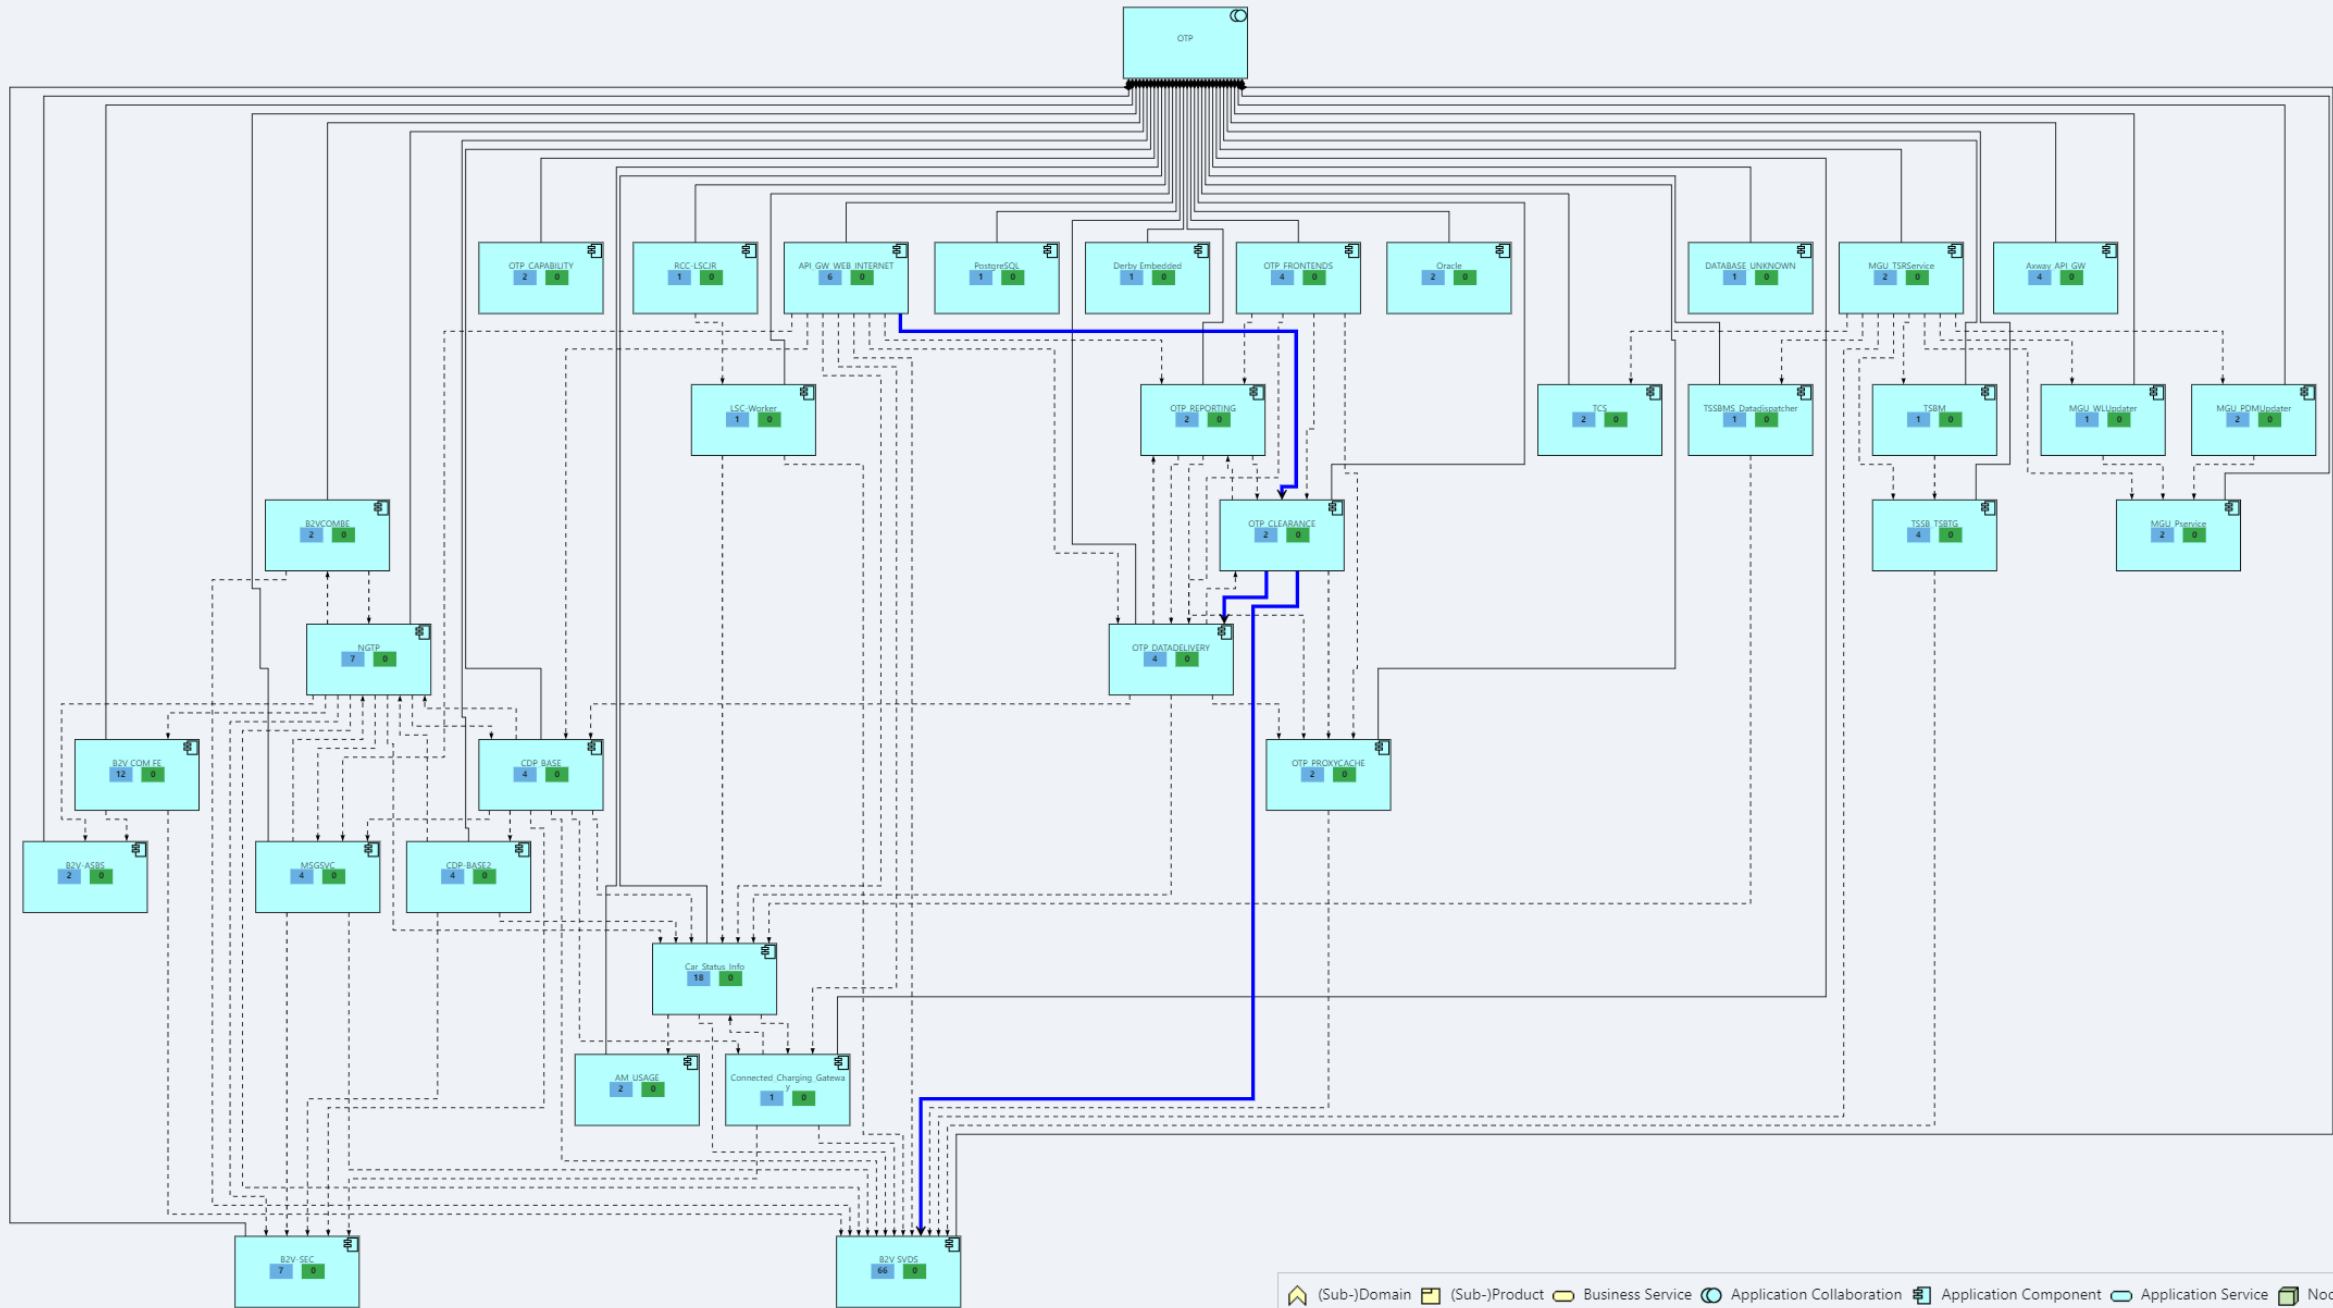 OTP
OTP_CAPABILITY
2 0
RCC-LSCJR
1 0
API_GW_WEB_INTERNET
6 0
PostgreSQL
1 0
Derby Embedded
1 0
OTP_FRONTENDS
4 0
Oracle
2 0
DATABASE_UNKNOWN
1 0
MGU_TSRService
2 0
Axway_API_GW
4 0
LSC-Worker
1 0
OTP_REPORTING
2 0
TCS
2 0
TSSBMS_Datadispatcher
1 0
TSBM
1 0
MGU_WLUpdater
1 0
MGU_PDMUpdater
2 0
B2VCOMBE
2 0
OTP_CLEARANCE
2 0
TSSB_TSBTG
4 0
MGU_Pservice
2 0
NGTP
7 0
OTP_DATADELIVERY
4 0
B2V COM FE
12 0
CDP_BASE
4 0
OTP_PROXYCACHE
2 0
B2V-ASBS
2 0
MSGSVC
4 0
CDP-BASE2
4 0
Car_Status_Info
18 0
AM_USAGE
2 0
Connected_Charging_Gatewa
y
1 0
B2V-SEC
7 0
B2V SVDS
66 0
(Sub-)Domain (Sub-)Product Business Service Application Collaboration Application Component Application Service Noc